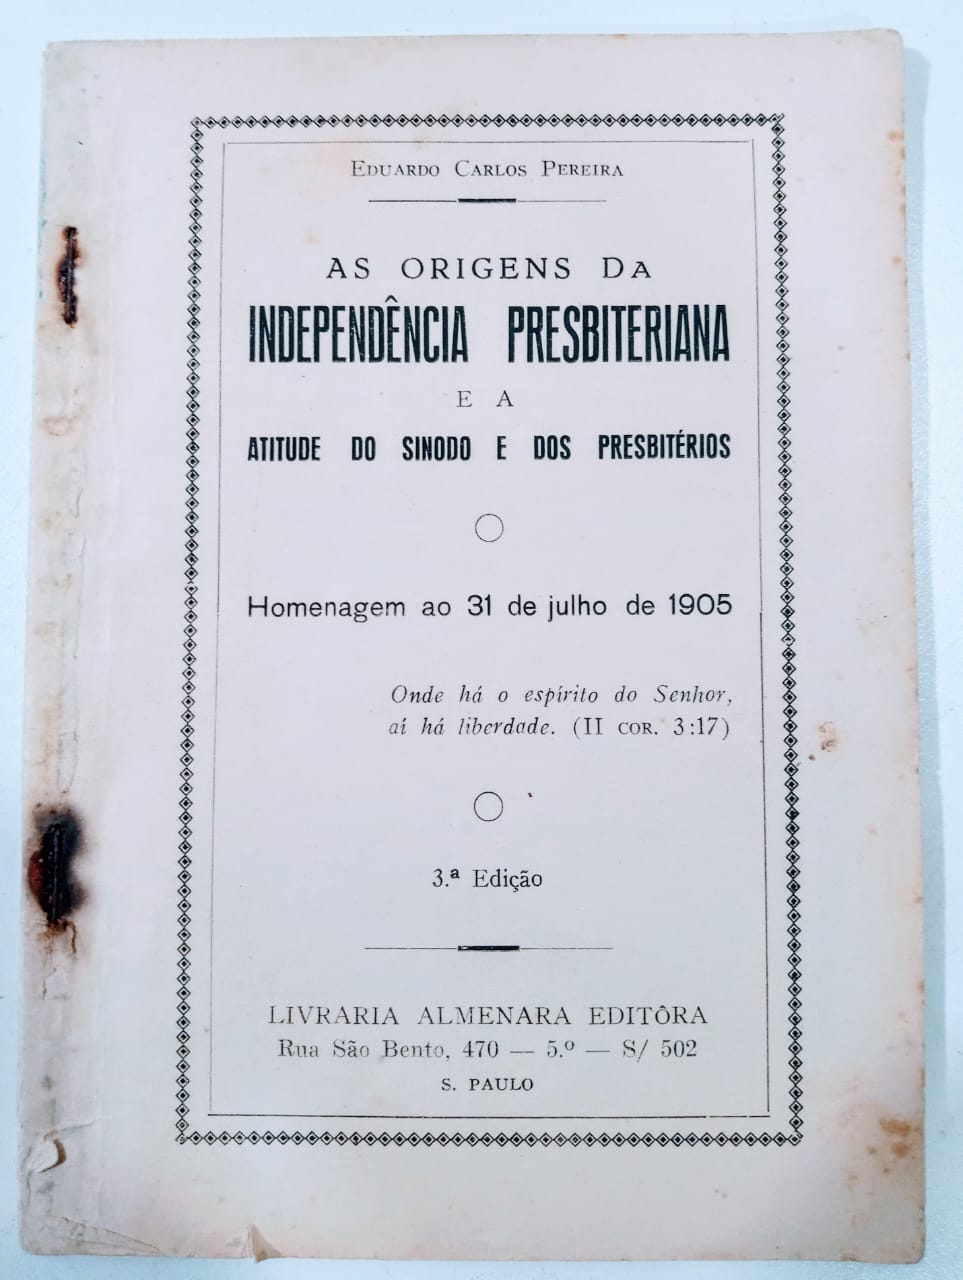 EDUARDO CARLOS PEREIRA
AS ORIGENS DA
INDEPENDÊNCIA PRESBITERIANA
E A
ATITUDE DO SINODO E DOS PRESBITÉRIOS
Homenagem ao 31 de julho de 1905
Onde há o espírito do Senhor,
aí há liberdade. (II COR. 3:17)
3.ª Edição
LIVRARIA ALMENARA EDITÔRA
Rua São Bento, 470 — 5.º — S/ 502
S. PAULO